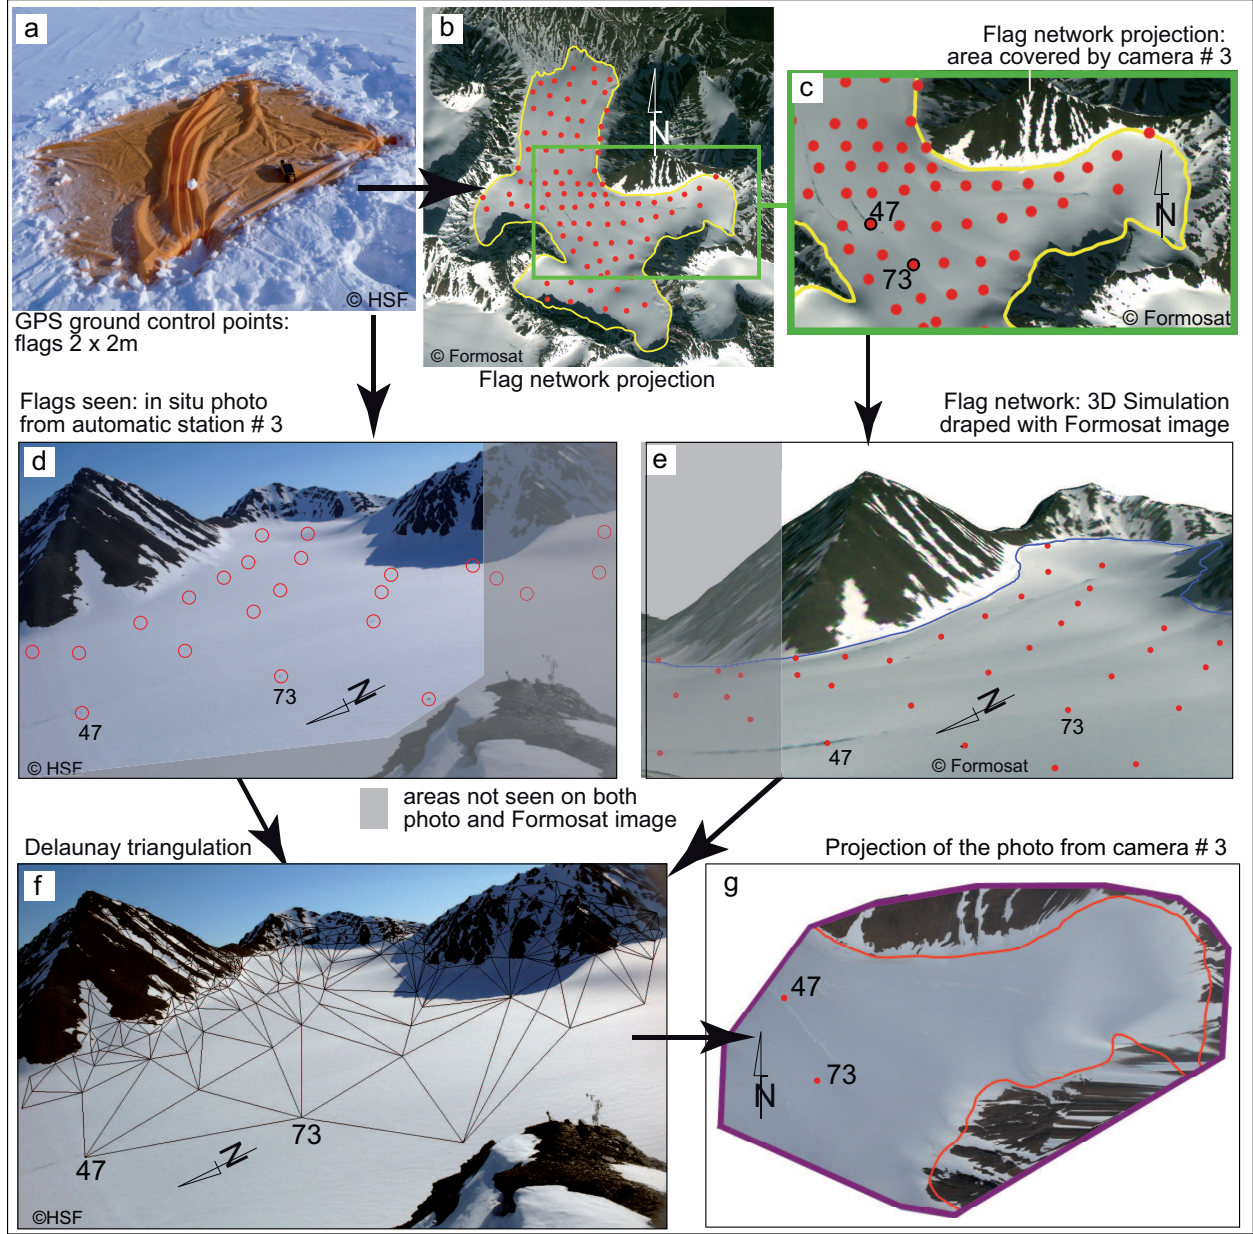 a
© HSF
GPS ground control points:
flags 2 x 2m
b
N
© Formosat
Flag network projection
Flag network projection:
area covered by camera # 3
c
N
47
73
© Formosat
Flags seen: in situ photo
from automatic station # 3
d
73
47
N
© HSF
Flag network: 3D Simulation
draped with Formosat image
e
N
73
47
© Formosat
areas not seen on both
photo and Formosat image
Delaunay triangulation
f
73
47
N
©HSF
Projection of the photo from camera # 3
g
47
73
N